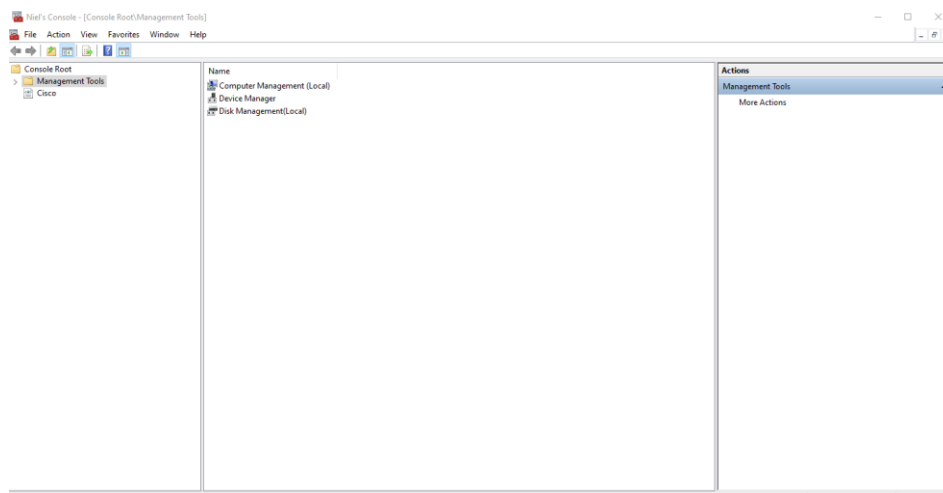 Niel's Console - [Console Root\Management Tools]
File Action View Favorites Window Help
Console Root
Management Tools
Cisco
Name
Computer Management (Local)
Device Manager
Disk Management(Local)
Actions
Management Tools
More Actions